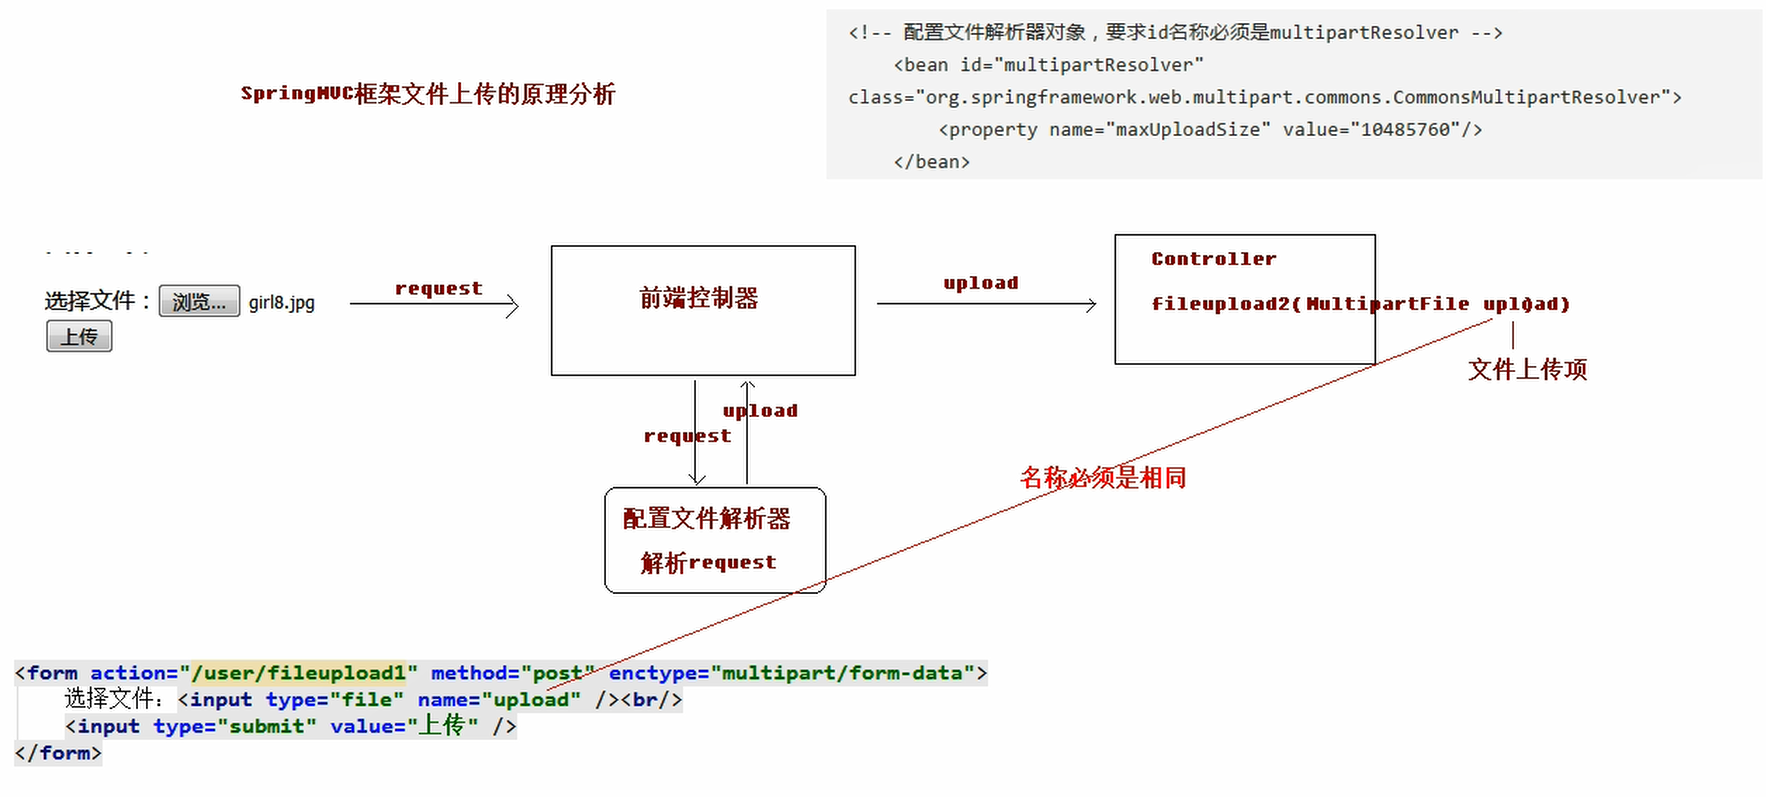 SpringMVC框架文件上传的原理分析
<!-- 配置文件解析器对象，要求id名称必须是multipartResolver -->
<bean id="multipartResolver"
class="org.springframework.web.multipart.commons.CommonsMultipartResolver">
<property name="maxUploadSize" value="10485760"/>
</bean>
选择文件： 浏览... girl8.jpg
上传
request
前端控制器
upload
Controller
fileupload2(MultipartFile upload)
文件上传项
upload
request
名称必须是相同
配置文件解析器
解析request
<form action="/user/fileupload1" method="post" enctype="multipart/form-data">
选择文件：<input type="file" name="upload" /><br/>
<input type="submit" value="上传" />
</form>